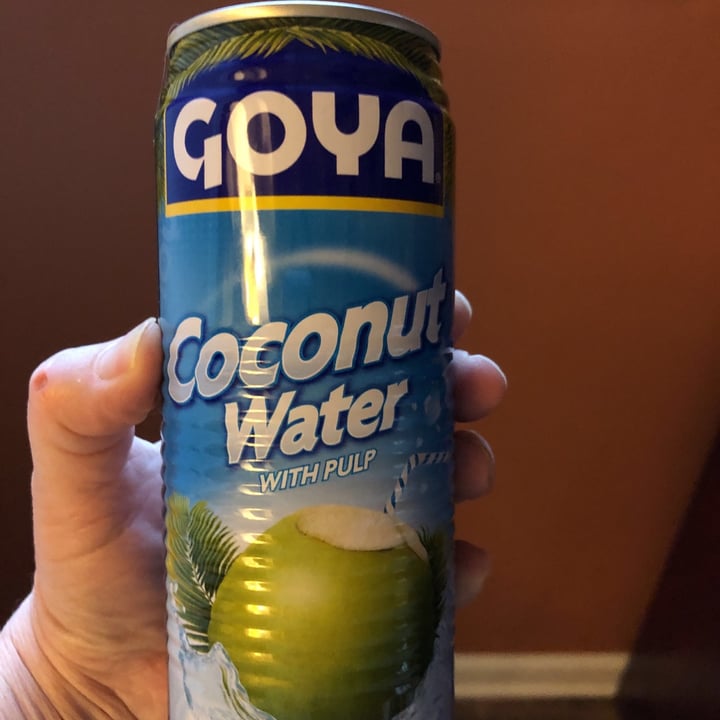 GOYA
Coconut
Water
WITH PULP